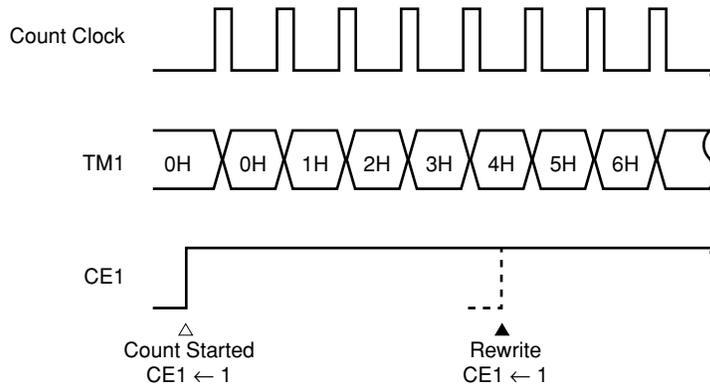 Count Clock
TM1
0H 0H 1H 2H 3H 4H 5H 6H
CE1
Count Started
CE1 ← 1
Rewrite
CE1 ← 1